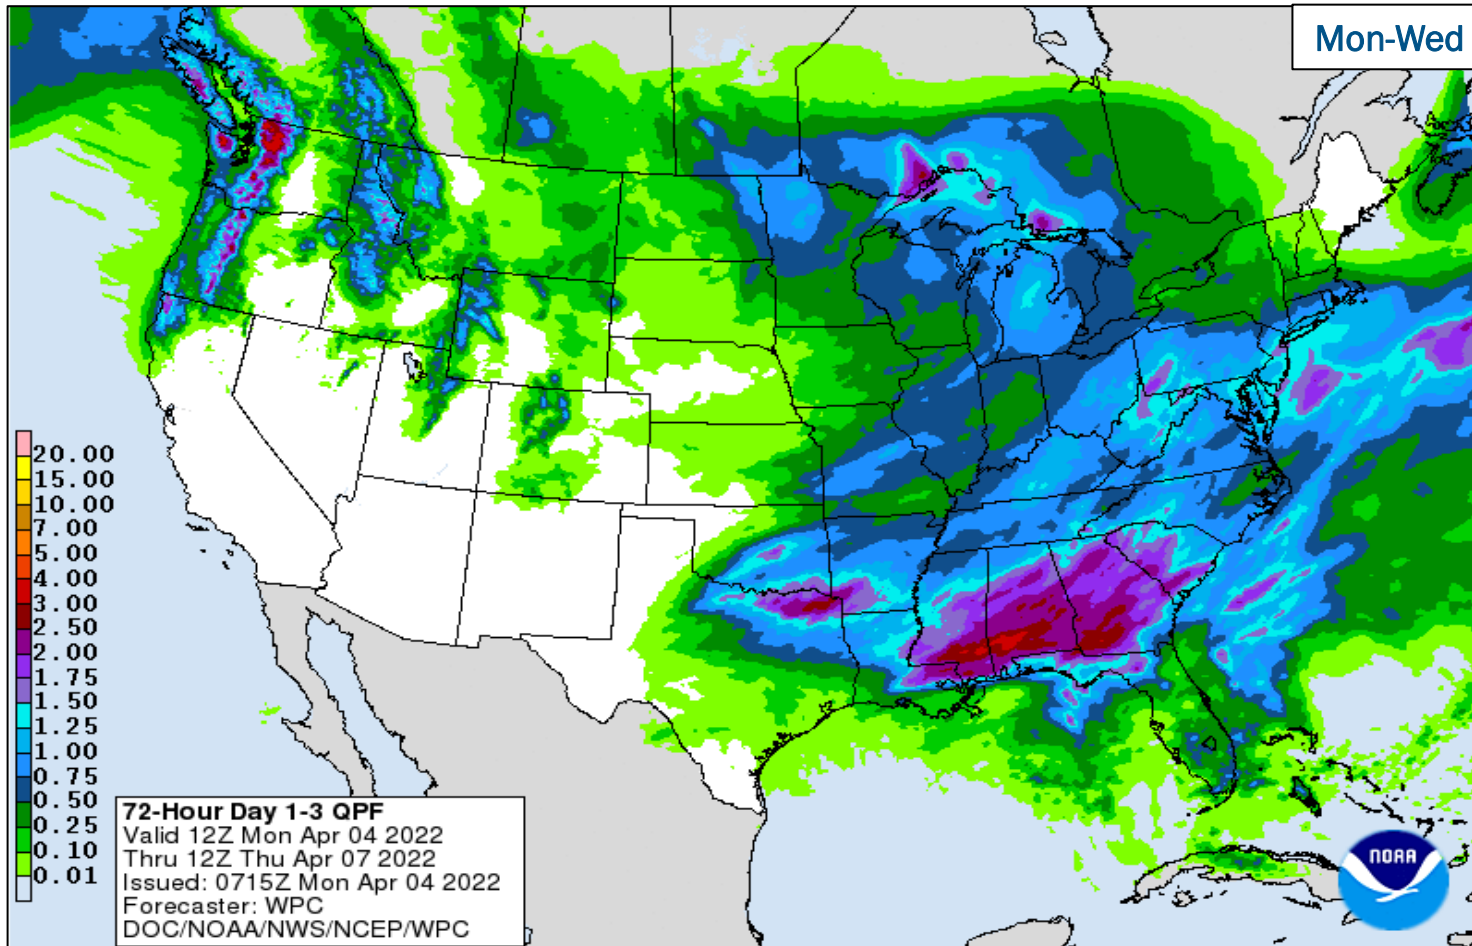 Mon-Wed
20.00
15.00
10.00
7.00
5.00
4.00
3.00
2.50
2.00
1.75
1.50
1.25
1.00
0.75
0.50
0.25
0.10
0.01
72-Hour Day 1-3 QPF
Valid 12Z Mon Apr 04 2022
Thru 12Z Thu Apr 07 2022
Issued: 0715Z Mon Apr 04 2022
Forecaster: WPC
DOC/NOAA/NWS/NCEP/WPC
NOAA